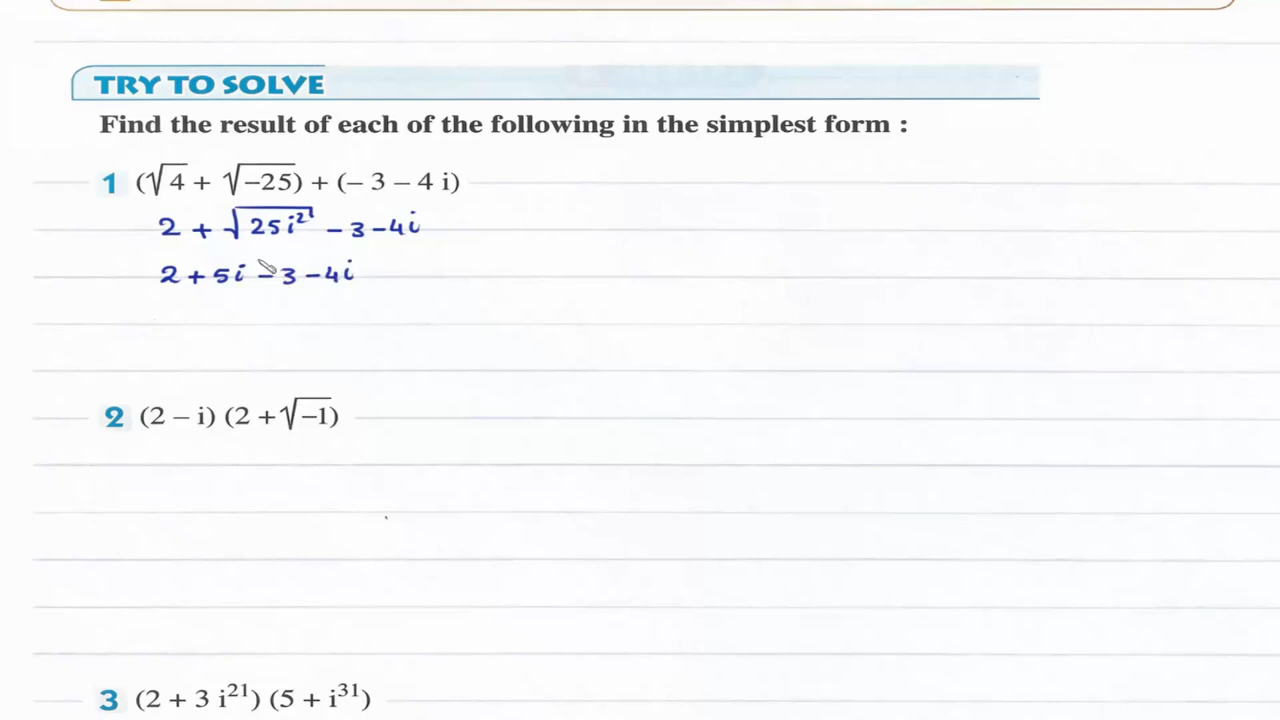 TRY TO SOLVE
Find the result of each of the following in the simplest form :
1 (√4 + √−25) + (− 3 − 4 i)
2 + √25i² − 3 − 4i
2 + 5i − 3 − 4i
2 (2 − i) (2 + √−1)
3 (2 + 3 i²¹) (5 + i³¹)